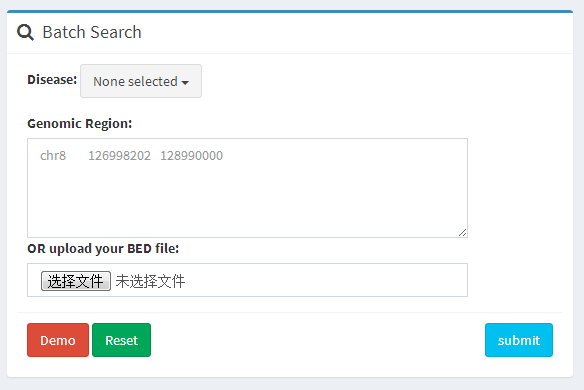 Batch Search
Disease: None selected
Genomic Region:
chr8 126998202 128990000
OR upload your BED file:
选择文件 未选择文件
Demo Reset submit